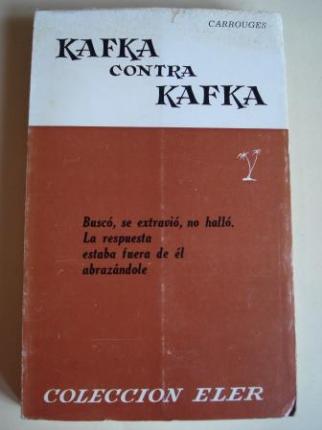 CARROUGES
KAFKA
CONTRA
KAFKA
Buscó, se extravió, no halló.
La respuesta
estaba fuera de él
abrazándole
COLECCION ELER